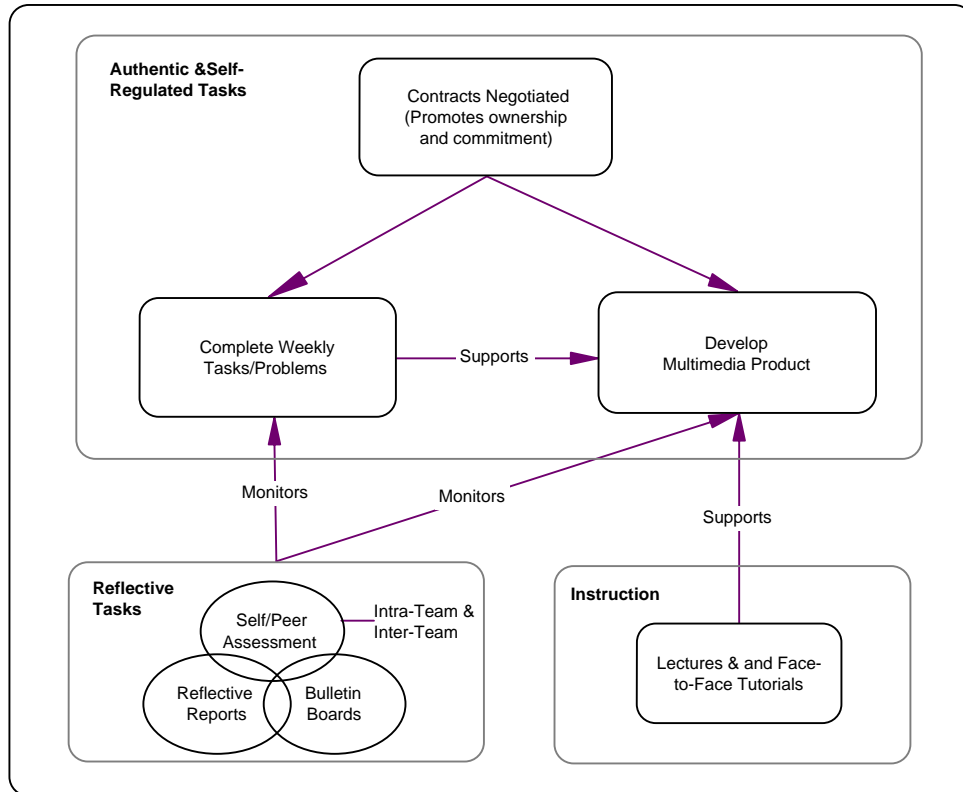 Authentic &Self-
Regulated Tasks
Contracts Negotiated
(Promotes ownership
and commitment)
Complete Weekly
Tasks/Problems
Supports
Develop
Multimedia Product
Monitors
Monitors
Supports
Reflective
Tasks
Self/Peer
Assessment
Intra-Team &
Inter-Team
Reflective
Reports
Bulletin
Boards
Instruction
Lectures & and Face-
to-Face Tutorials